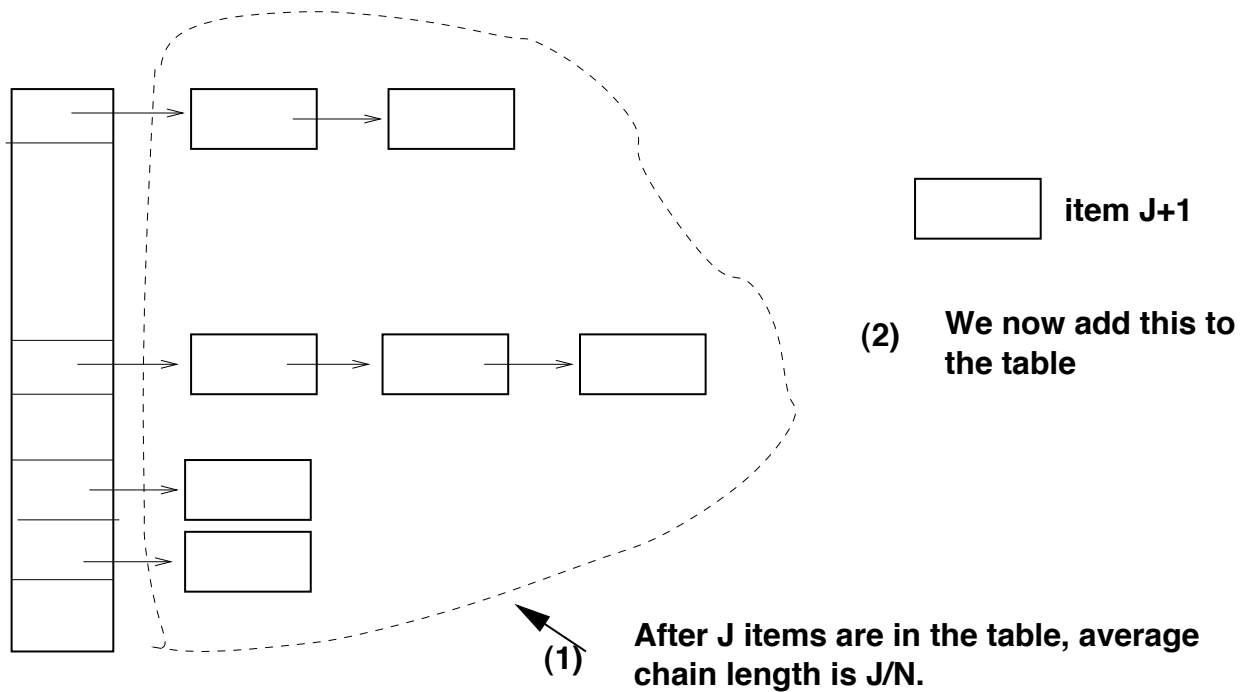 item J+1
(2)
We now add this to
the table
(1)
After J items are in the table, average
chain length is J/N.